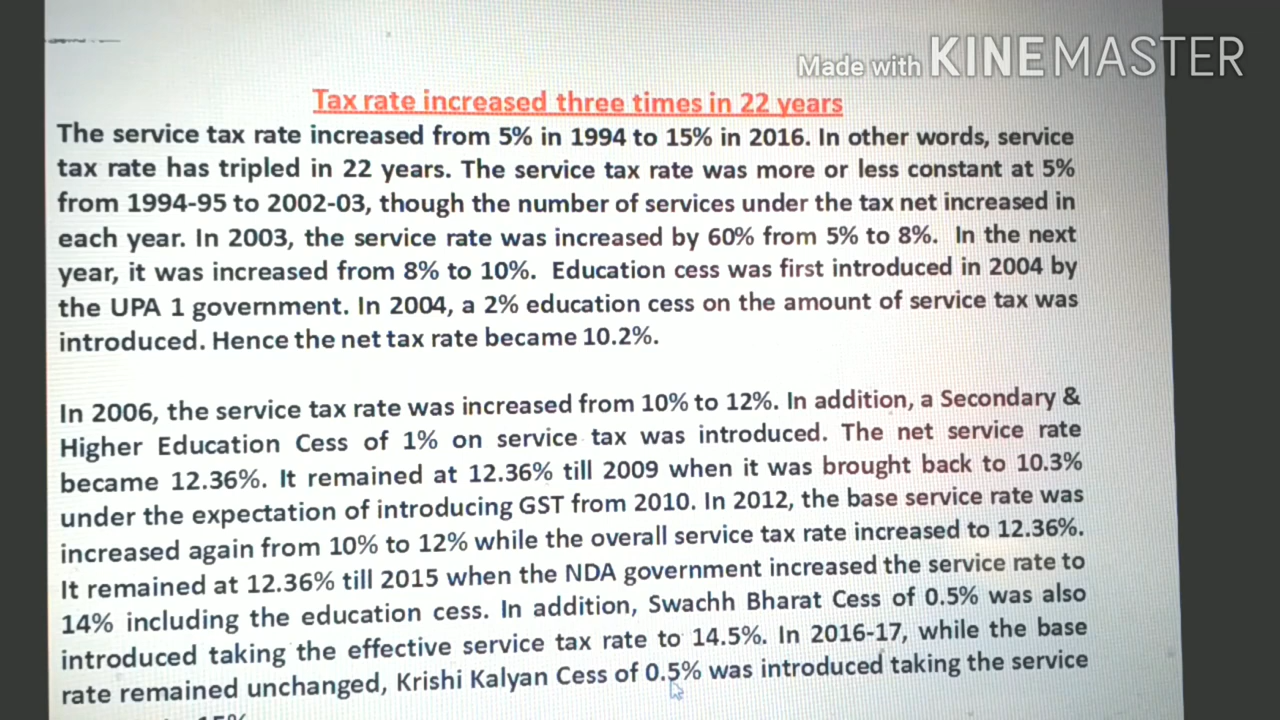 Made with KINEMASTER
Tax rate increased three times in 22 years
The service tax rate increased from 5% in 1994 to 15% in 2016. In other words, service
tax rate has tripled in 22 years. The service tax rate was more or less constant at 5%
from 1994-95 to 2002-03, though the number of services under the tax net increased in
each year. In 2003, the service rate was increased by 60% from 5% to 8%. In the next
year, it was increased from 8% to 10%. Education cess was first introduced in 2004 by
the UPA 1 government. In 2004, a 2% education cess on the amount of service tax was
introduced. Hence the net tax rate became 10.2%.
In 2006, the service tax rate was increased from 10% to 12%. In addition, a Secondary &
Higher Education Cess of 1% on service tax was introduced. The net service rate
became 12.36%. It remained at 12.36% till 2009 when it was brought back to 10.3%
under the expectation of introducing GST from 2010. In 2012, the base service rate was
increased again from 10% to 12% while the overall service tax rate increased to 12.36%.
It remained at 12.36% till 2015 when the NDA government increased the service rate to
14% including the education cess. In addition, Swachh Bharat Cess of 0.5% was also
introduced taking the effective service tax rate to 14.5%. In 2016-17, while the base
rate remained unchanged, Krishi Kalyan Cess of 0.5% was introduced taking the service
15%